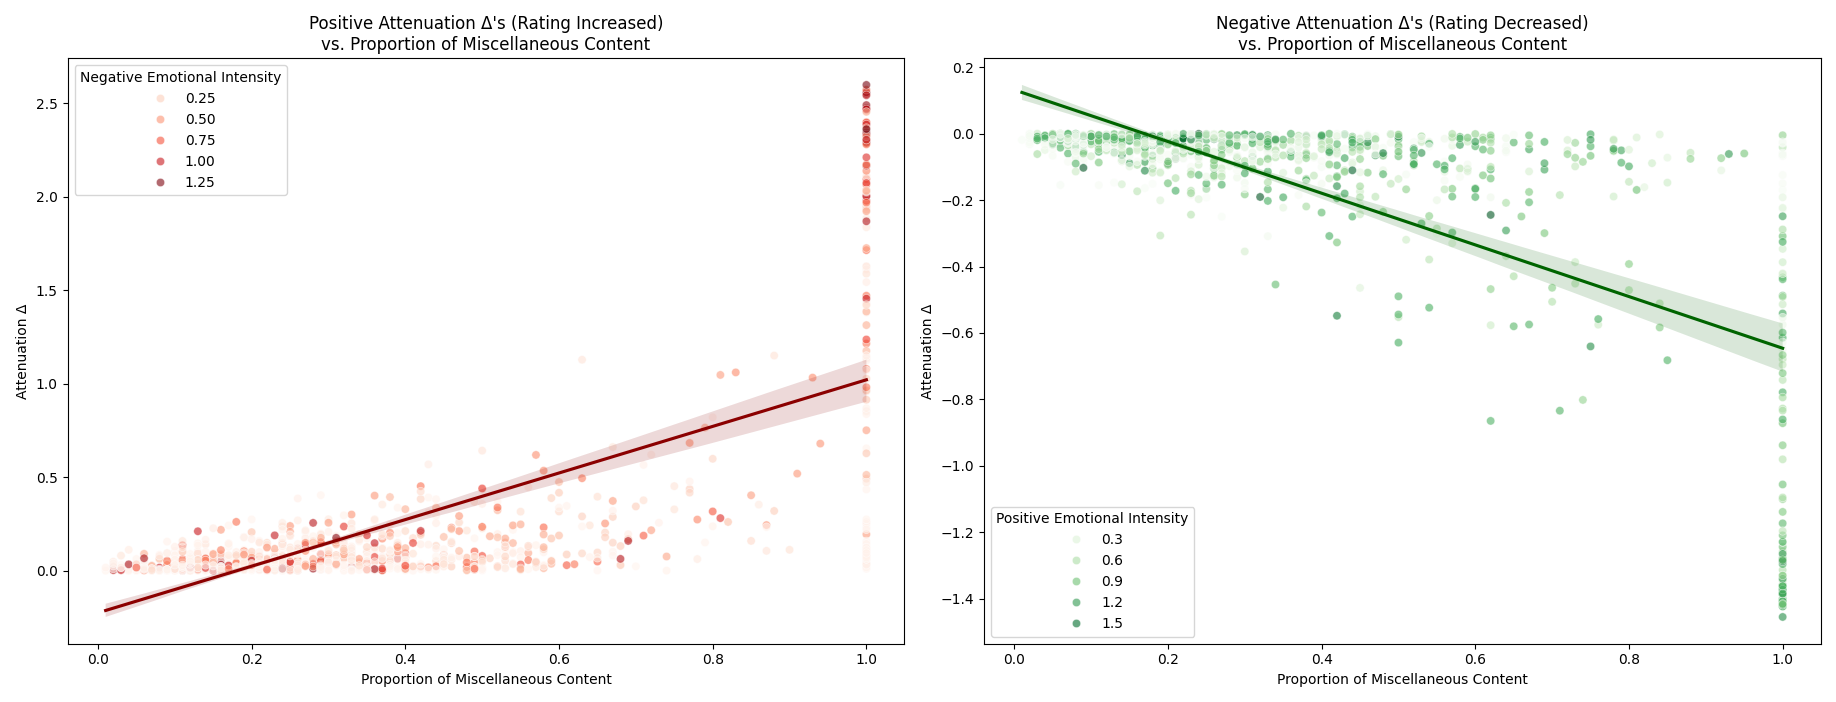 Positive Attenuation Δ's (Rating Increased)
vs. Proportion of Miscellaneous Content
Negative Emotional Intensity
0.25
0.50
0.75
1.00
1.25
Attenuation Δ
2.5
2.0
1.5
1.0
0.5
0.0
0.0 0.2 0.4 0.6 0.8 1.0
Proportion of Miscellaneous Content
Negative Attenuation Δ's (Rating Decreased)
vs. Proportion of Miscellaneous Content
Attenuation Δ
0.2
0.0
−0.2
−0.4
−0.6
−0.8
−1.0
−1.2
−1.4
Positive Emotional Intensity
0.3
0.6
0.9
1.2
1.5
0.0 0.2 0.4 0.6 0.8 1.0
Proportion of Miscellaneous Content